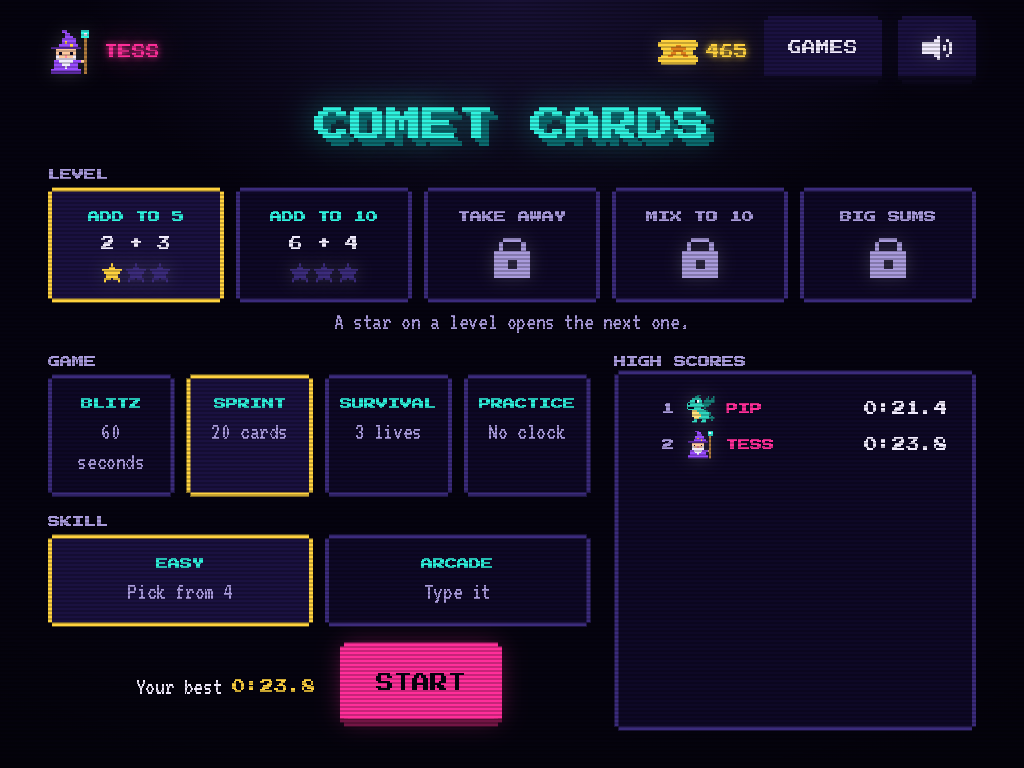 TESS
465
GAMES
COMET CARDS
LEVEL
ADD TO 5
2 + 3
ADD TO 10
6 + 4
TAKE AWAY
MIX TO 10
BIG SUMS
A star on a level opens the next one.
GAME
BLITZ
60
seconds
SPRINT
20 cards
SURVIVAL
3 lives
PRACTICE
No clock
SKILL
EASY
Pick from 4
ARCADE
Type it
Your best 0:23.8
START
HIGH SCORES
1 PIP 0:21.4
2 TESS 0:23.8